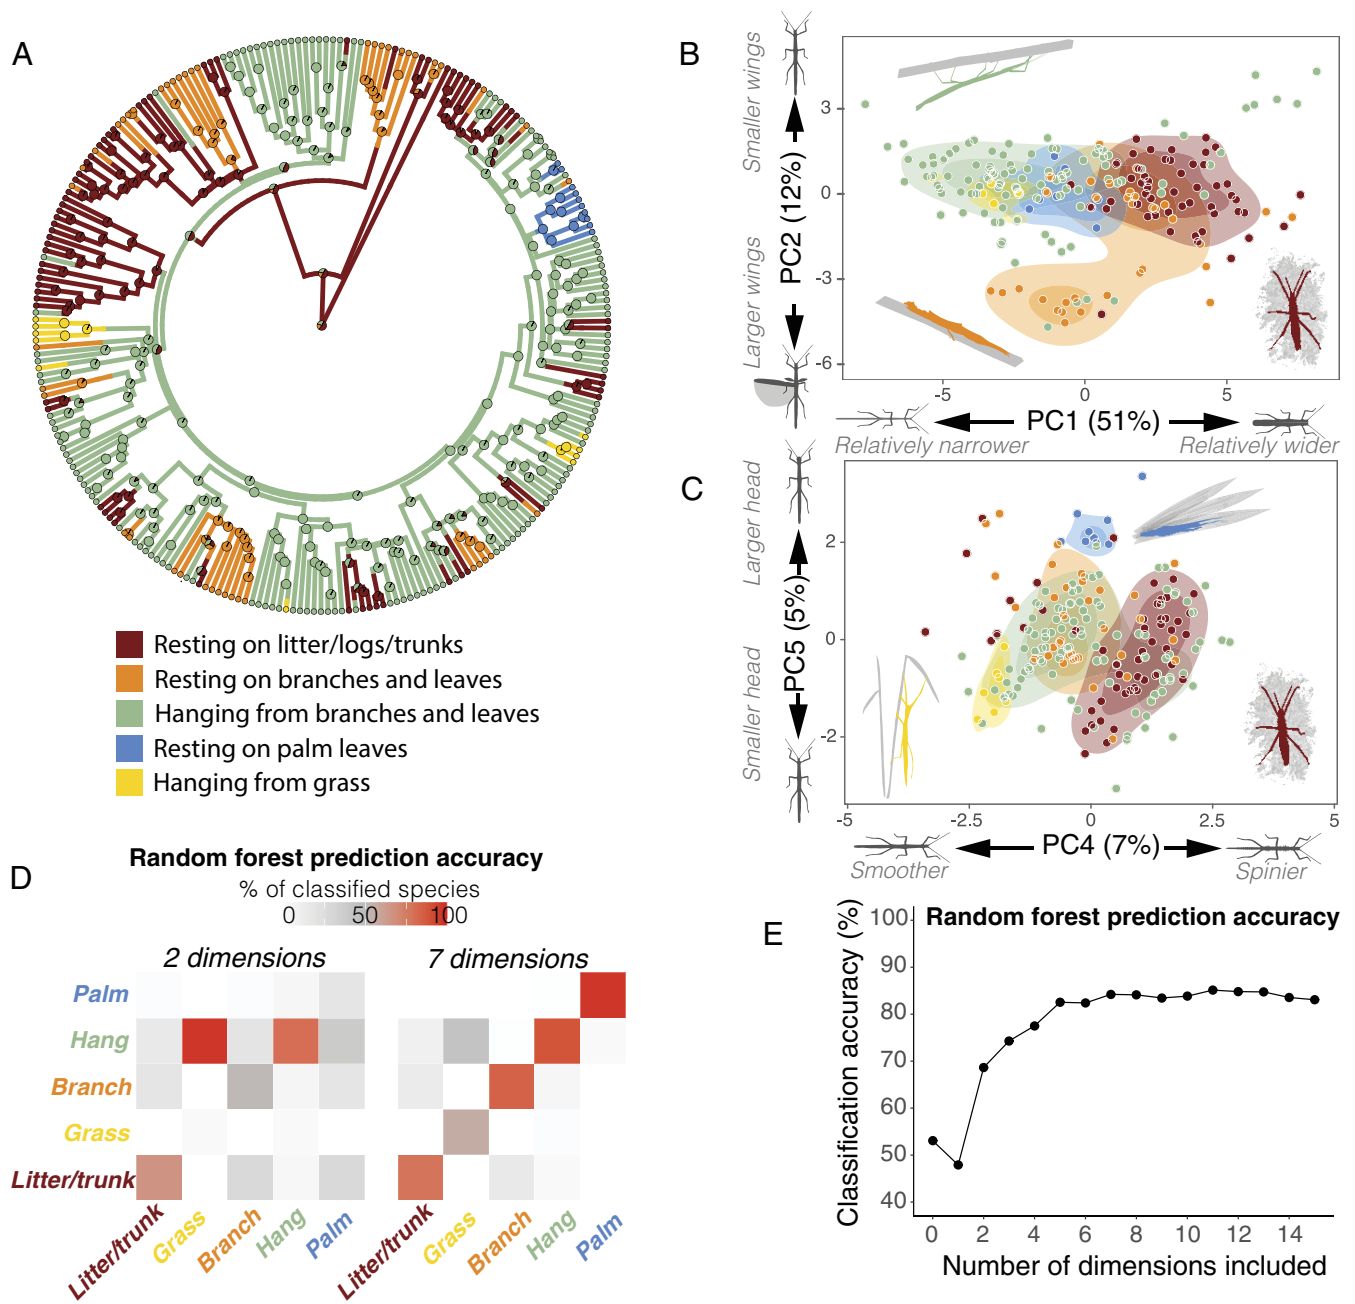 A
Resting on litter/logs/trunks
Resting on branches and leaves
Hanging from branches and leaves
Resting on palm leaves
Hanging from grass
B
Smaller wings
Larger wings
PC2 (12%)
3
0
-3
-6
-5
0
5
PC1 (51%)
Relatively narrower
Relatively wider
C
Larger head
Smaller head
PC5 (5%)
2
0
-2
-5
-2.5
0
2.5
5
PC4 (7%)
Smoother
Spinier
D
Random forest prediction accuracy
% of classified species
0
50
100
2 dimensions
7 dimensions
Palm
Hang
Branch
Grass
Litter/trunk
Litter/trunk
Grass
Branch
Hang
Palm
Litter/trunk
Grass
Branch
Hang
Palm
E
Random forest prediction accuracy
Classification accuracy (%)
100
90
80
70
60
50
40
0
2
4
6
8
10
12
14
Number of dimensions included